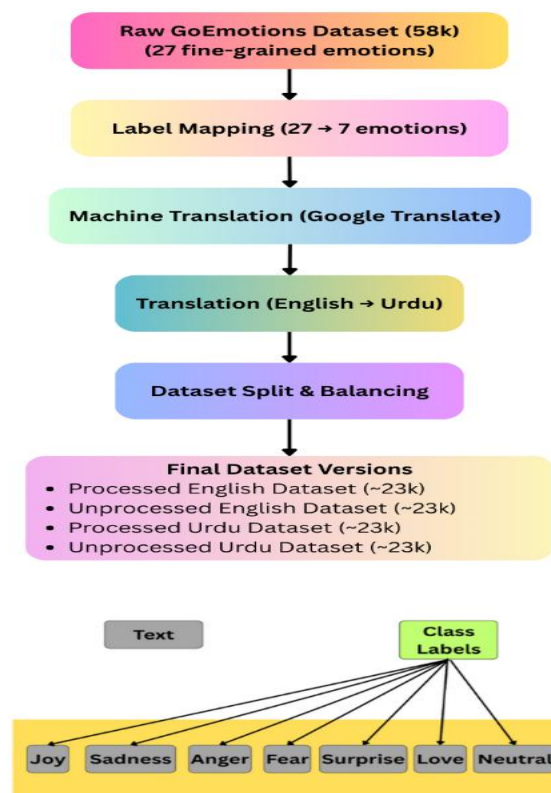 Raw GoEmotions Dataset (58k)
(27 fine-grained emotions)
Label Mapping (27 → 7 emotions)
Machine Translation (Google Translate)
Translation (English → Urdu)
Dataset Split & Balancing
Final Dataset Versions
• Processed English Dataset (~23k)
• Unprocessed English Dataset (~23k)
• Processed Urdu Dataset (~23k)
• Unprocessed Urdu Dataset (~23k)
Text
Class
Labels
Joy Sadness Anger Fear Surprise Love Neutral